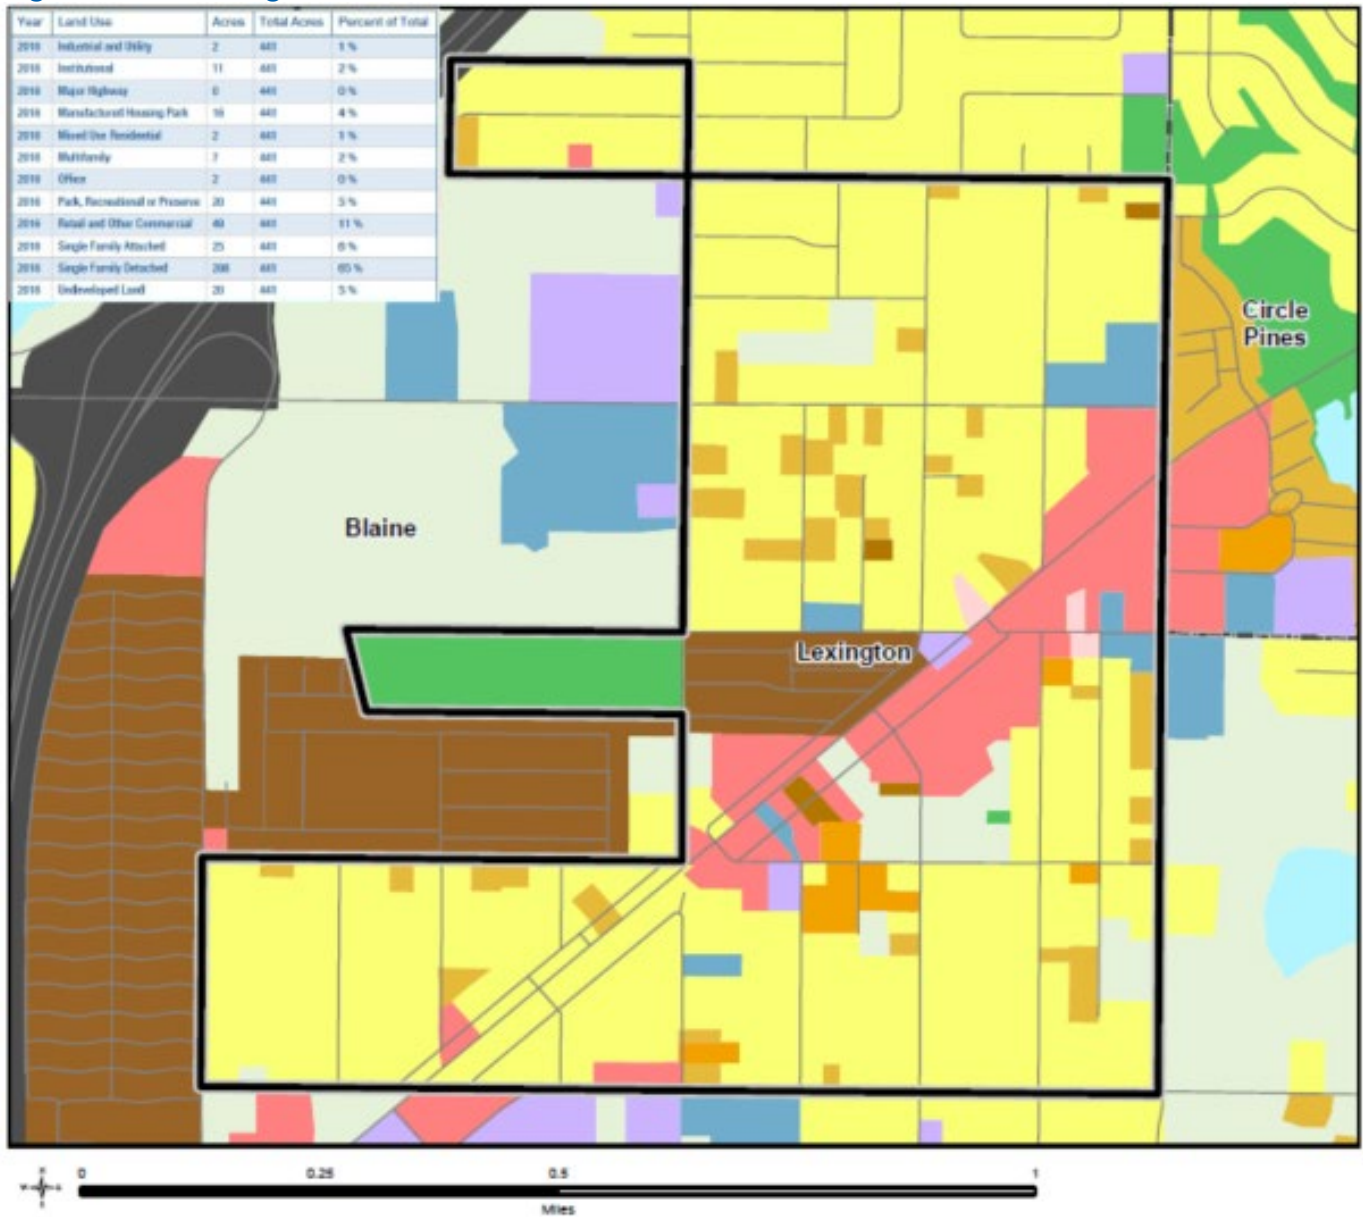 Year Land Use Acres Total Acres Percent of Total
2016 Industrial and Utility 2 441 1 %
2016 Institutional 11 441 2 %
2016 Major Highway 0 441 0 %
2016 Manufactured Housing Park 16 441 4 %
2016 Mixed Use Residential 2 441 1 %
2016 Multifamily 7 441 2 %
2016 Office 2 441 0 %
2016 Park, Recreational or Preserve 20 441 5 %
2016 Retail and Other Commercial 49 441 11 %
2016 Single Family Attached 25 441 6 %
2016 Single Family Detached 441 65 %
2016 Undeveloped Land 20 441 5 %
Circle
Pines
Blaine
Lexington
0 0.25 0.5 1
Miles